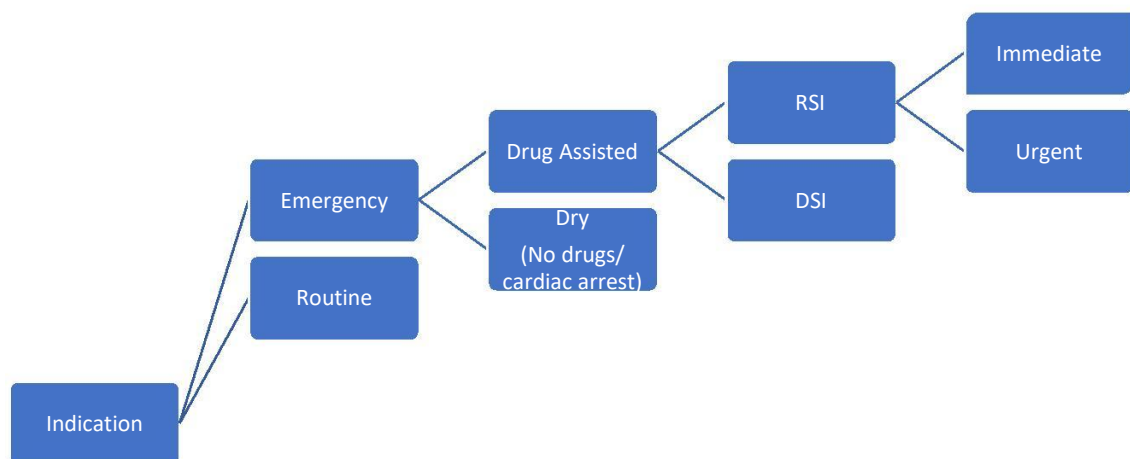 Immediate
RSI
Drug Assisted
Urgent
Emergency
DSI
Dry
(No drugs/
cardiac arrest)
Routine
Indication